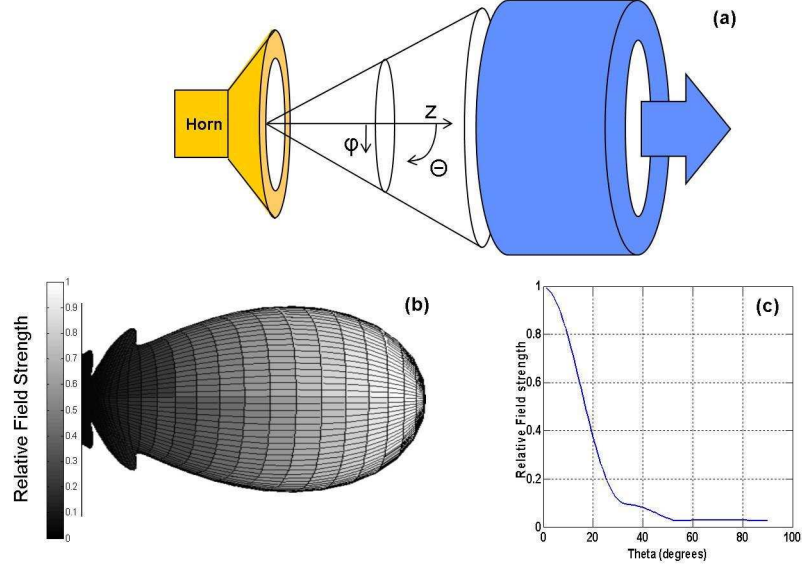 (a)
Horn
z
φ
Θ
(b)
Relative Field Strength
1
0.9
0.8
0.7
0.6
0.5
0.4
0.3
0.2
0.1
0
(c)
Relative Field strength
1
0.8
0.6
0.4
0.2
0
0 20 40 60 80 100
Theta (degrees)